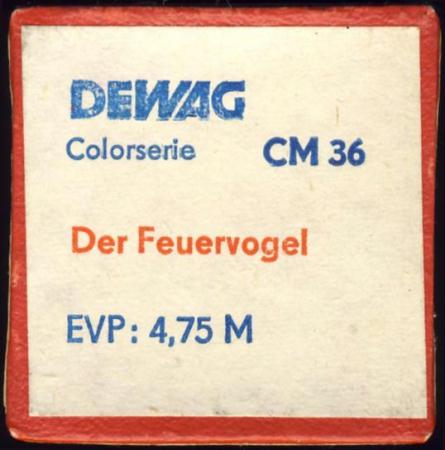 DEWAG
Colorserie CM 36
Der Feuervogel
EVP: 4,75 M